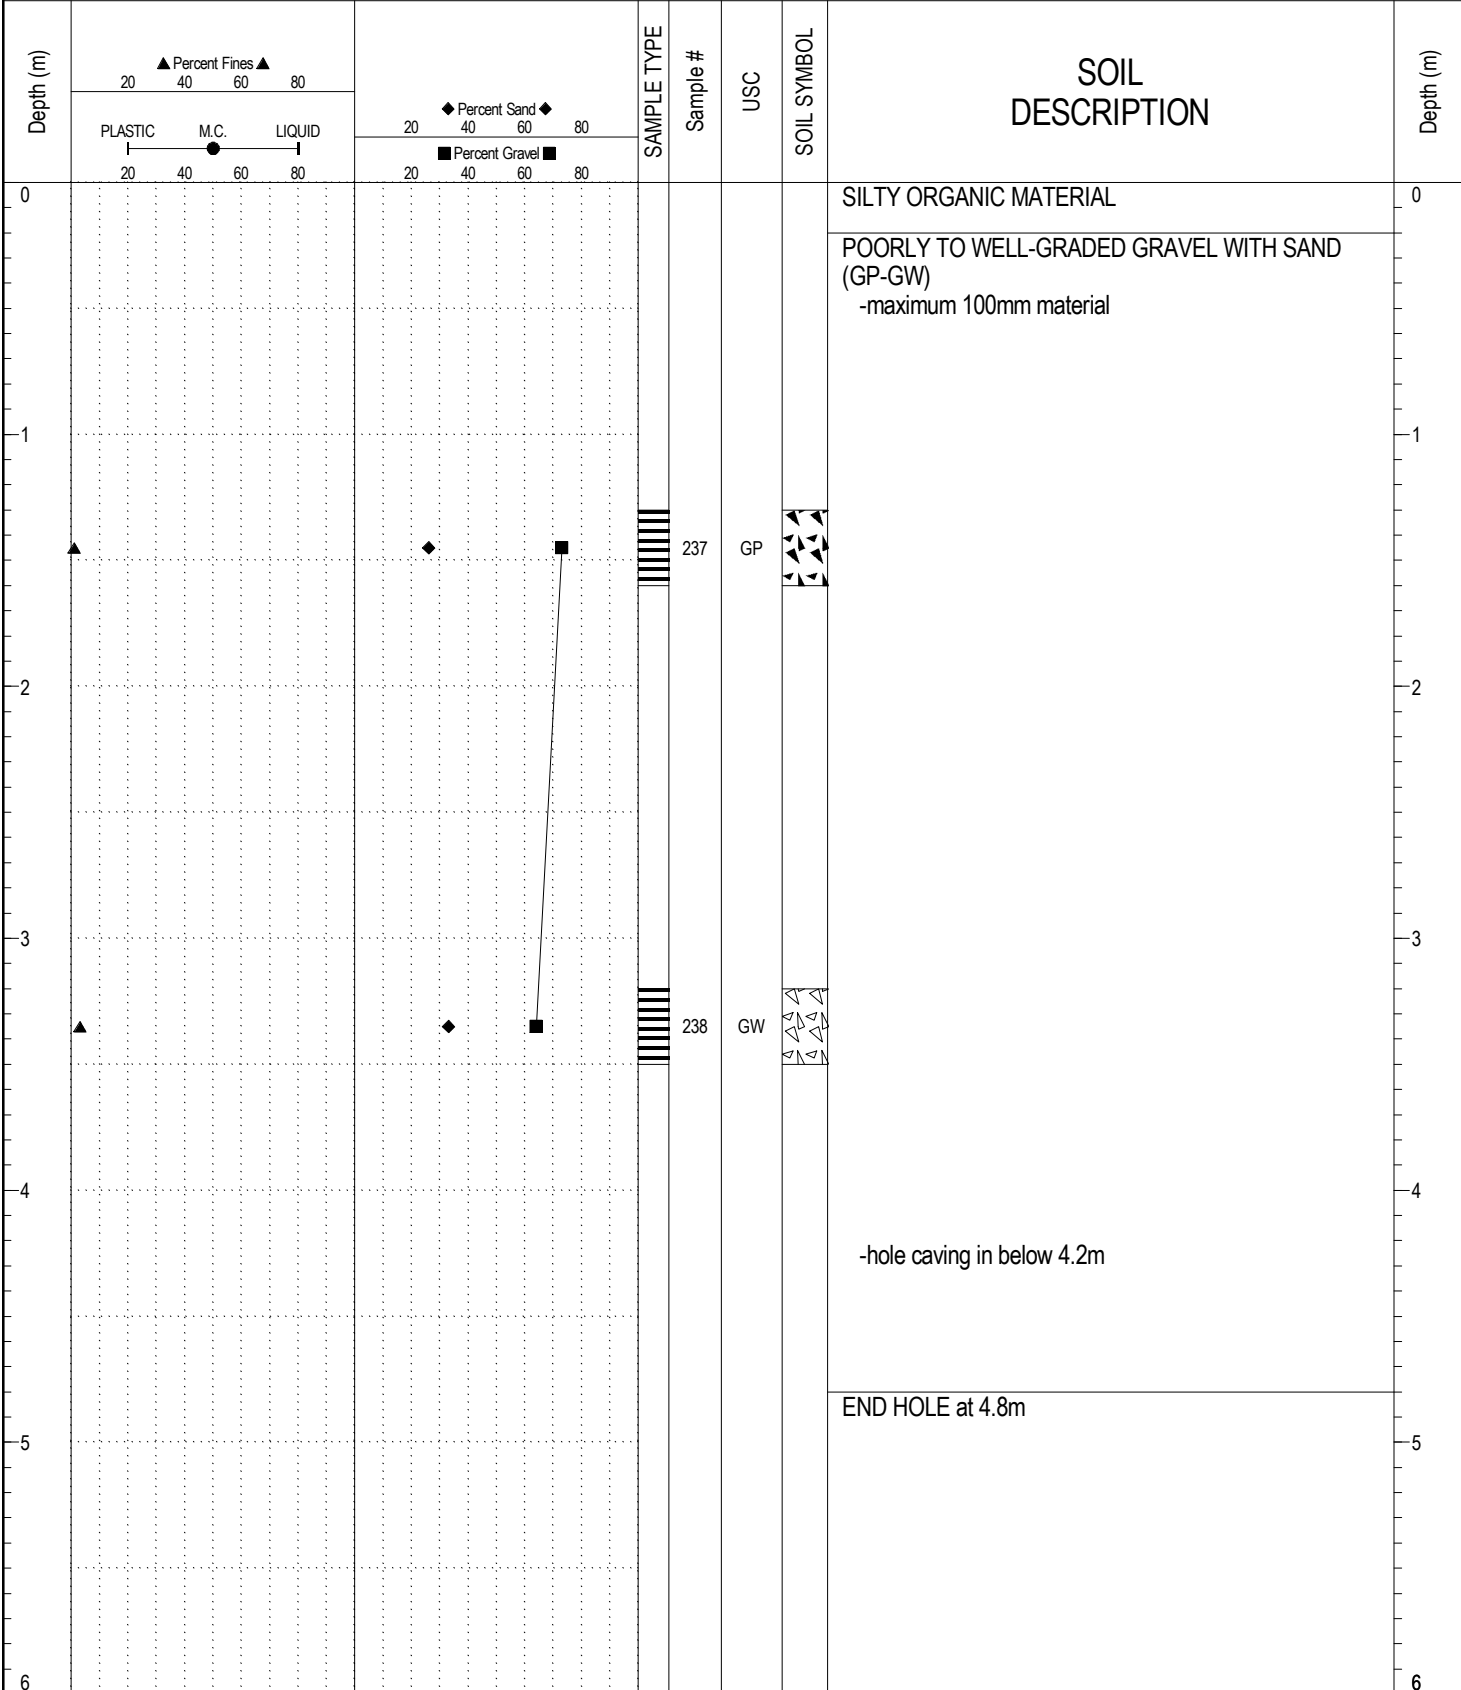 Depth (m)
▲ Percent Fines ▲
20 40 60 80
PLASTIC M.C. LIQUID
20 40 60 80
◆ Percent Sand ◆
20 40 60 80
■ Percent Gravel ■
20 40 60 80
SAMPLE TYPE
Sample #
USC
SOIL SYMBOL
SOIL
DESCRIPTION
Depth (m)
0 SILTY ORGANIC MATERIAL 0
POORLY TO WELL-GRADED GRAVEL WITH SAND
(GP-GW)
-maximum 100mm material
1 1
237 GP
2 2
3 3
238 GW
4 4
-hole caving in below 4.2m
END HOLE at 4.8m
5 5
6 6